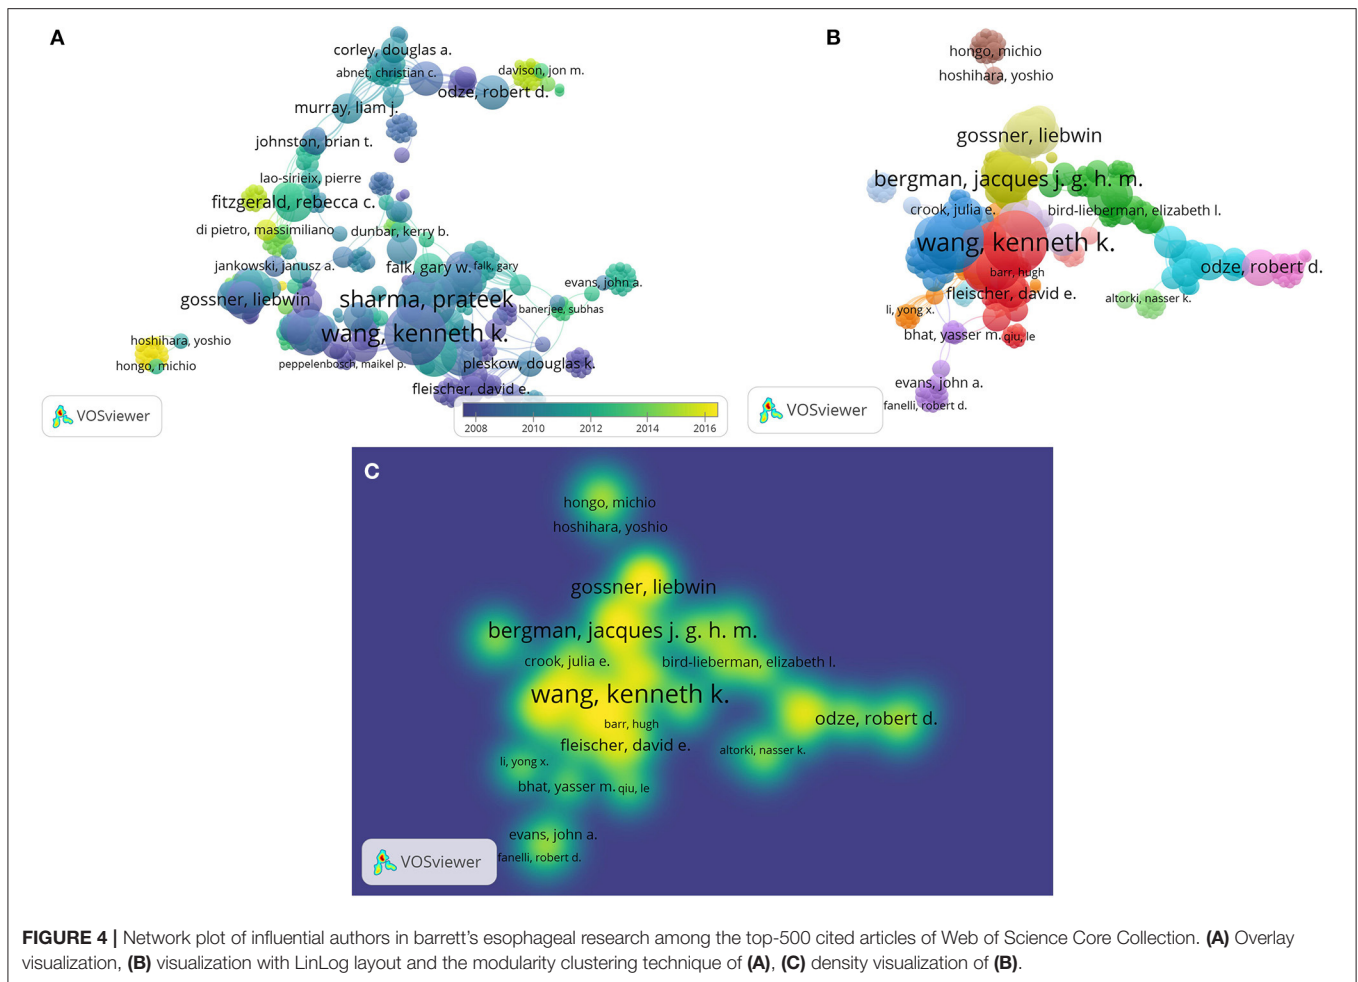 A
corley, douglas a.
abnet, christian c.
davison, jon m.
odze, robert d.
murray, liam j.
johnston, brian t.
lao-sirieix, pierre
fitzgerald, rebecca c.
di pietro, massimiliano
dunbar, kerry b.
jankowski, janusz a.
falk, gary w.
falk, gary
evans, john a.
gossner, liebwin
sharma, prateek
banerjee, subhas
wang, kenneth k.
hoshihara, yoshio
hongo, michio
peppelenbosch, maikel p.
pleskow, douglas k.
fleischer, david e.
VOSviewer
2008
2010
2012
2014
2016
B
hongo, michio
hoshihara, yoshio
gossner, liebwin
bergman, jacques j. g. h. m.
crook, julia e.
bird-lieberman, elizabeth l.
wang, kenneth k.
barr, hugh
odze, robert d.
fleischer, david e.
altorki, nasser k.
li, yong x.
bhat, yasser m.
qiu, le
evans, john a.
fanelli, robert d.
VOSviewer
C
hongo, michio
hoshihara, yoshio
gossner, liebwin
bergman, jacques j. g. h. m.
crook, julia e.
bird-lieberman, elizabeth l.
wang, kenneth k.
barr, hugh
odze, robert d.
fleischer, david e.
altorki, nasser k.
li, yong x.
bhat, yasser m.
qiu, le
evans, john a.
fanelli, robert d.
VOSviewer
FIGURE 4 | Network plot of influential authors in barrett's esophageal research among the top-500 cited articles of Web of Science Core Collection. (A) Overlay
visualization, (B) visualization with LinLog layout and the modularity clustering technique of (A), (C) density visualization of (B).